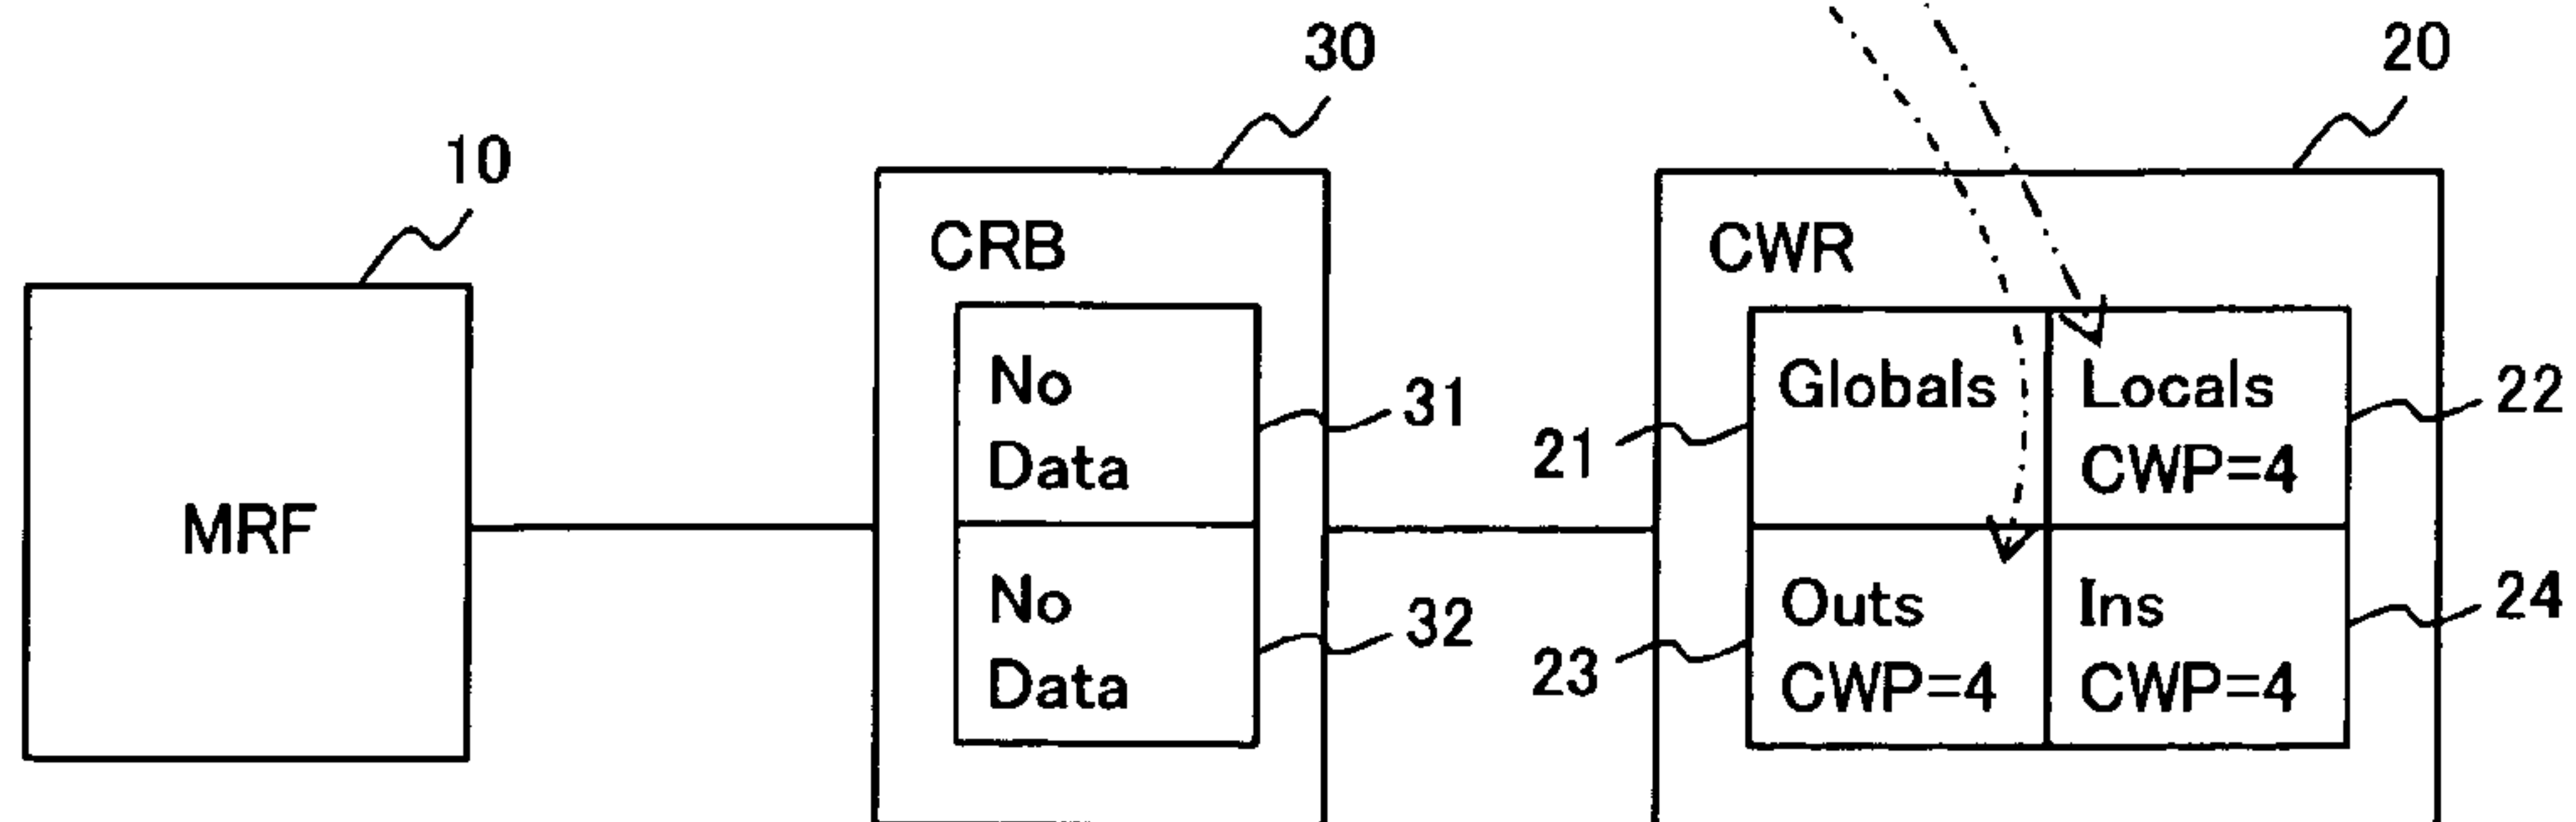 30
20
10
CRB
CWR
MRF
No
Data
31
No
Data
32
Globals
21
Locals
CWP=4
22
Outs
CWP=4
23
Ins
CWP=4
24